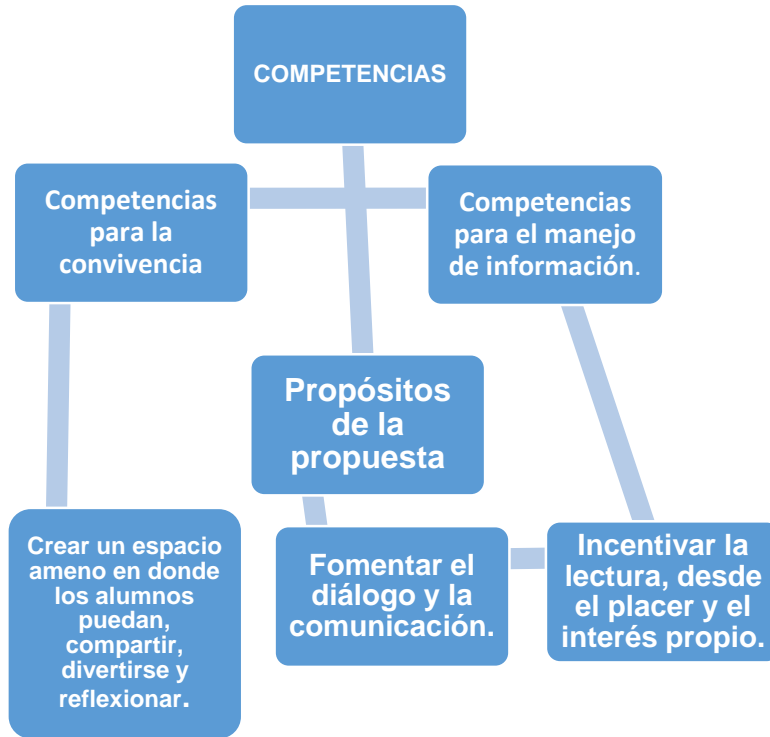 COMPETENCIAS
Competencias
para la
convivencia
Competencias
para el manejo
de información.
Propósitos
de la
propuesta
Crear un espacio
ameno en donde
los alumnos
puedan,
compartir,
divertirse y
reflexionar.
Fomentar el
diálogo y la
comunicación.
Incentivar la
lectura, desde
el placer y el
interés propio.